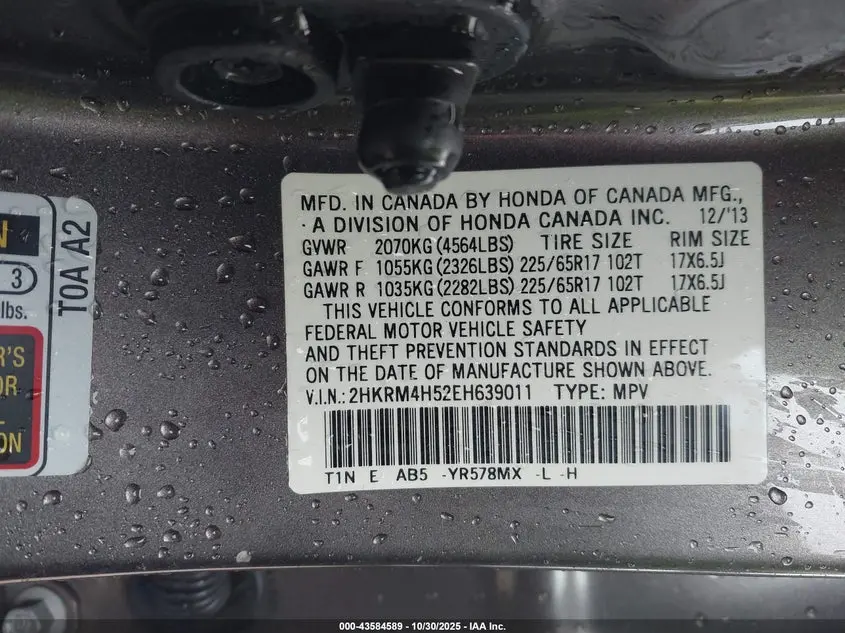 MFD. IN CANADA BY HONDA OF CANADA MFG.,
· A DIVISION OF HONDA CANADA INC. 12/'13
GVWR 2070KG(4564LBS) TIRE SIZE RIM SIZE
GAWR F 1055KG(2326LBS) 225/65R17 102T 17X6.5J
GAWR R 1035KG(2282LBS) 225/65R17 102T 17X6.5J
THIS VEHICLE CONFORMS TO ALL APPLICABLE
FEDERAL MOTOR VEHICLE SAFETY
AND THEFT PREVENTION STANDARDS IN EFFECT
ON THE DATE OF MANUFACTURE SHOWN ABOVE.
V.I.N.: 2HKRM4H52EH639011 TYPE: MPV
T1N E AB5 -YR578MX -L -H
N
3
lbs.
R'S
OR
ION
T0A A2
000-43584589 - 10/30/2025 - IAA Inc.